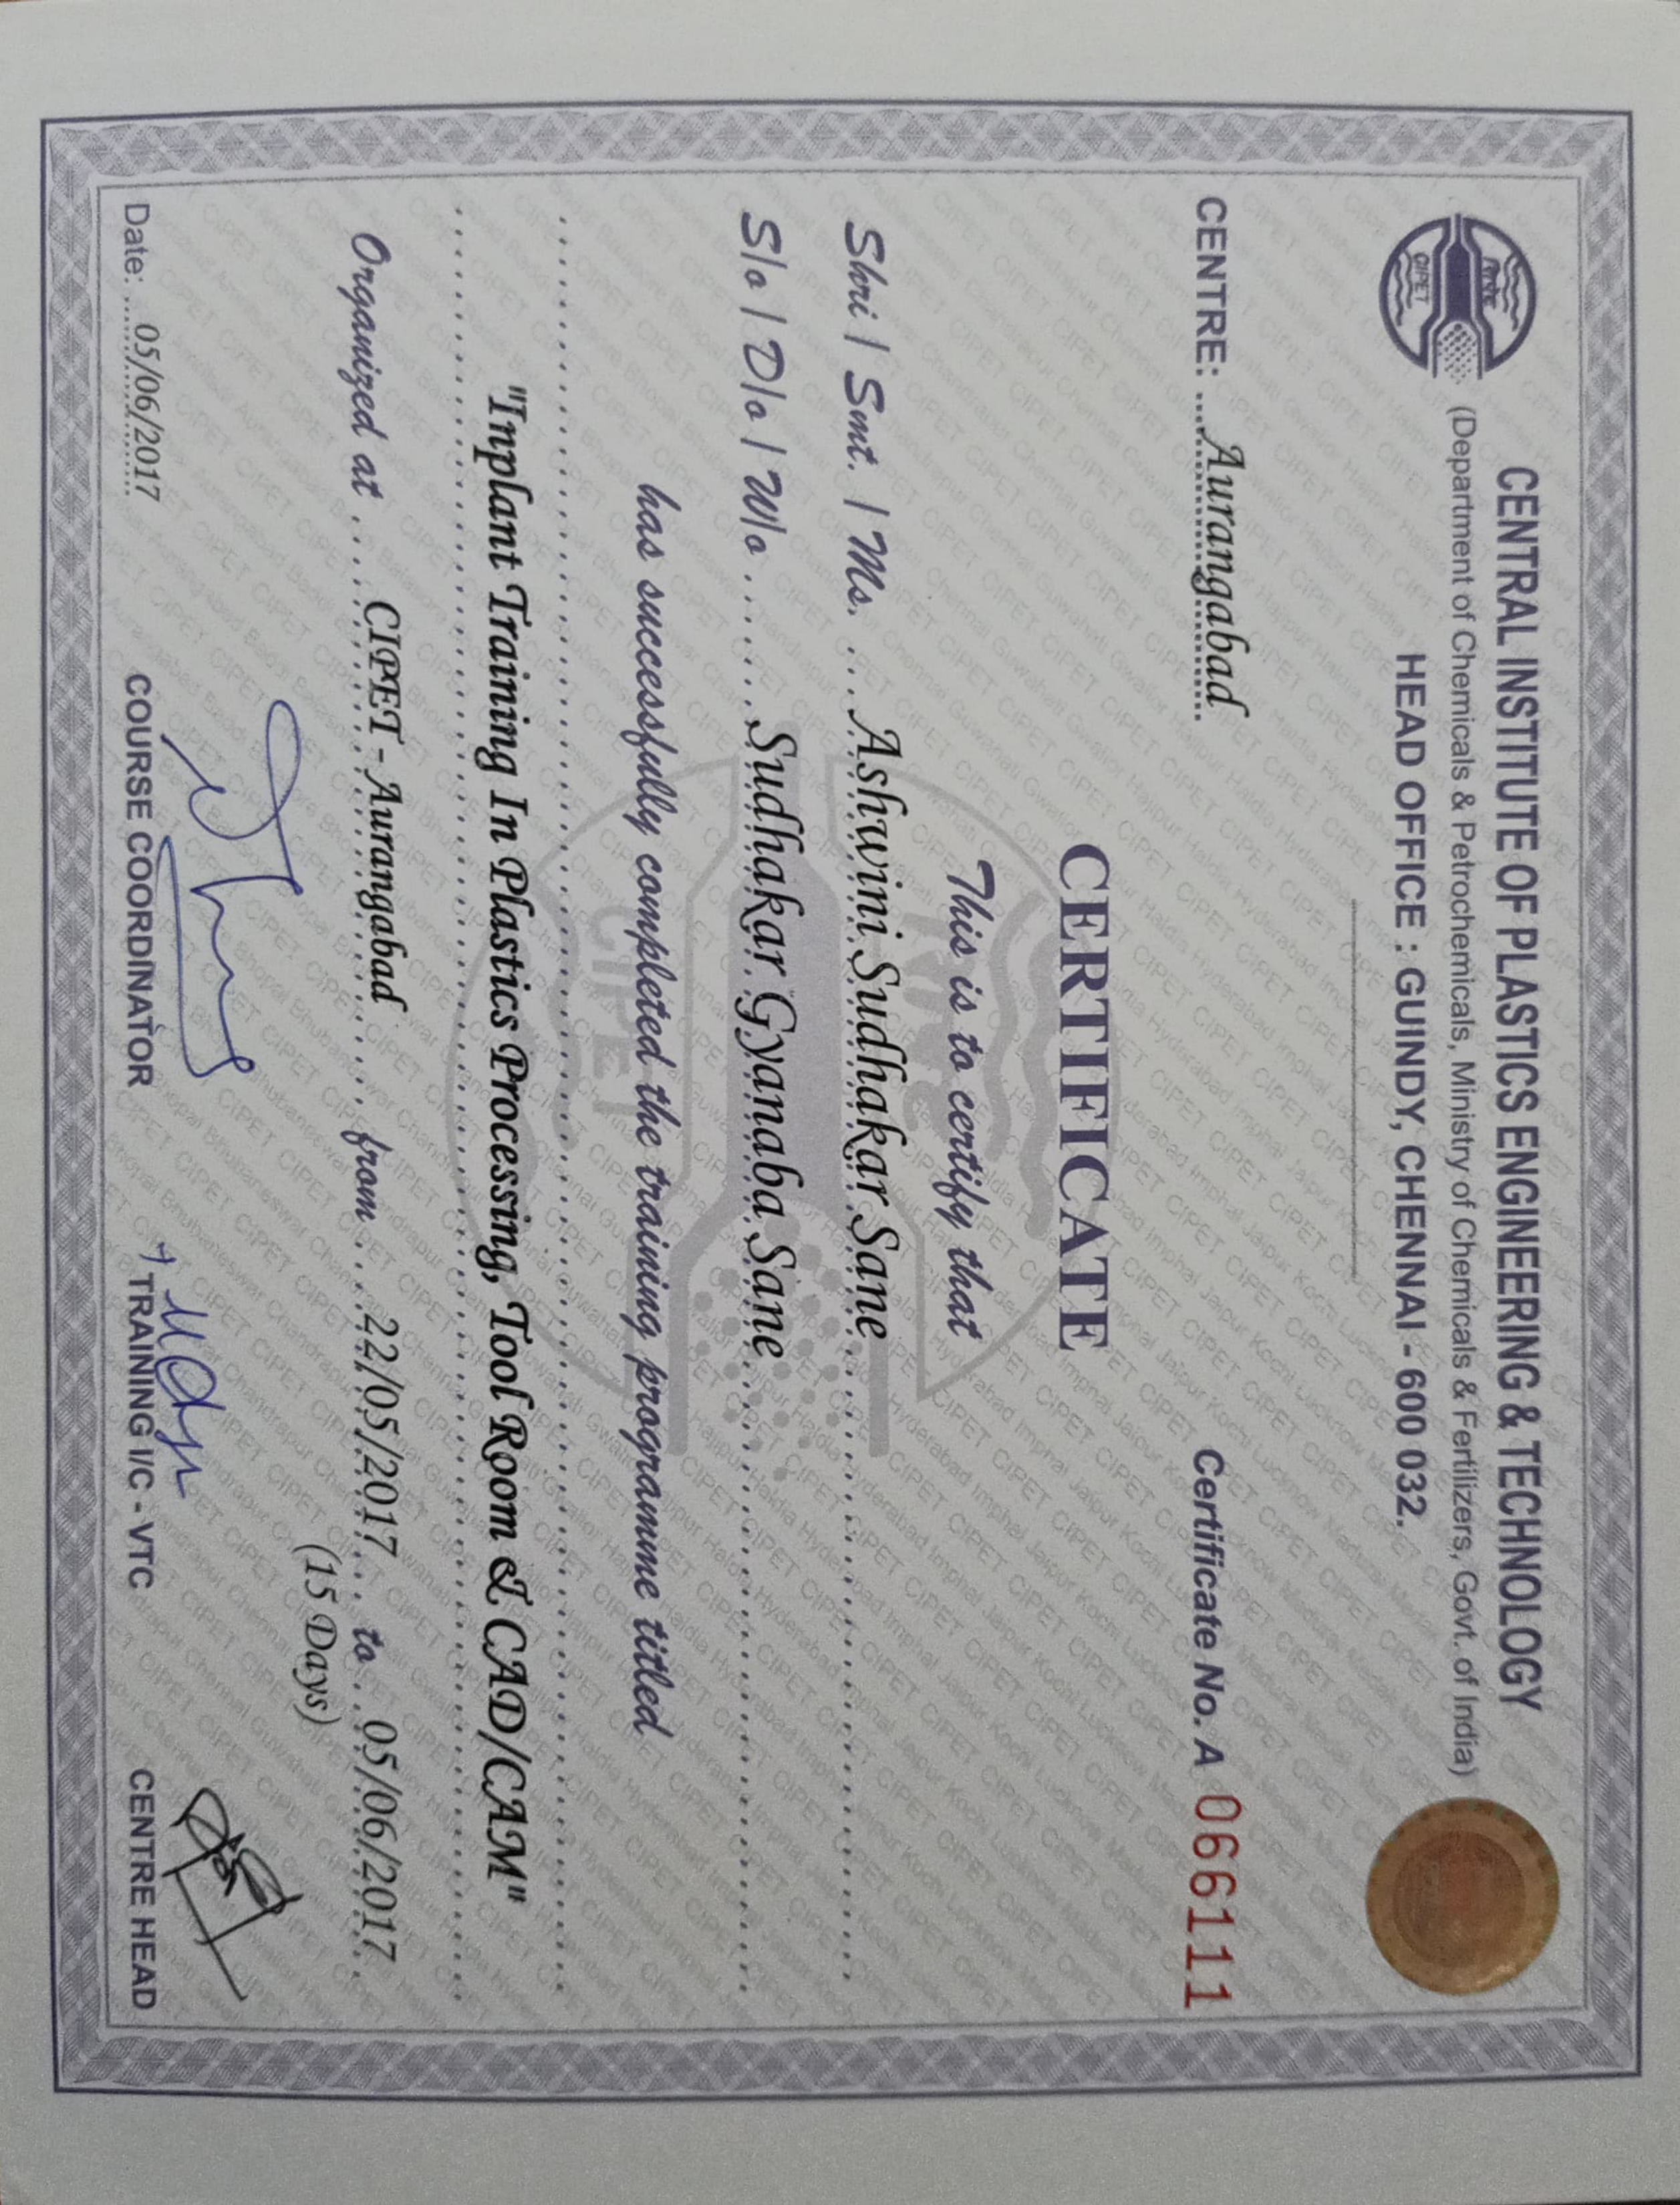 सिपेट
CIPET
CENTRAL INSTITUTE OF PLASTICS ENGINEERING & TECHNOLOGY
(Department of Chemicals & Petrochemicals, Ministry of Chemicals & Fertilizers, Govt. of India)
HEAD OFFICE : GUINDY, CHENNAI - 600 032.
CENTRE: ....Aurangabad
Certificate No. A 066111
CERTIFICATE
This is to certify that
Shri / Smt. / Ms. ... Ashwini Sudhakar Sane
S/o / D/o / W/o ....... Sudhakar Gyanaba Sane
has successfully completed the training programme titled
"Inplant Training In Plastics Processing, Tool Room & CAD/CAM"
Organized at .... CIPET - Aurangabad ..... from .... 22/05/2017 ... to .. 05/06/2017
(15 Days)
Date: ...05/06/2017
COURSE COORDINATOR
TRAINING I/C - VTC
CENTRE HEAD